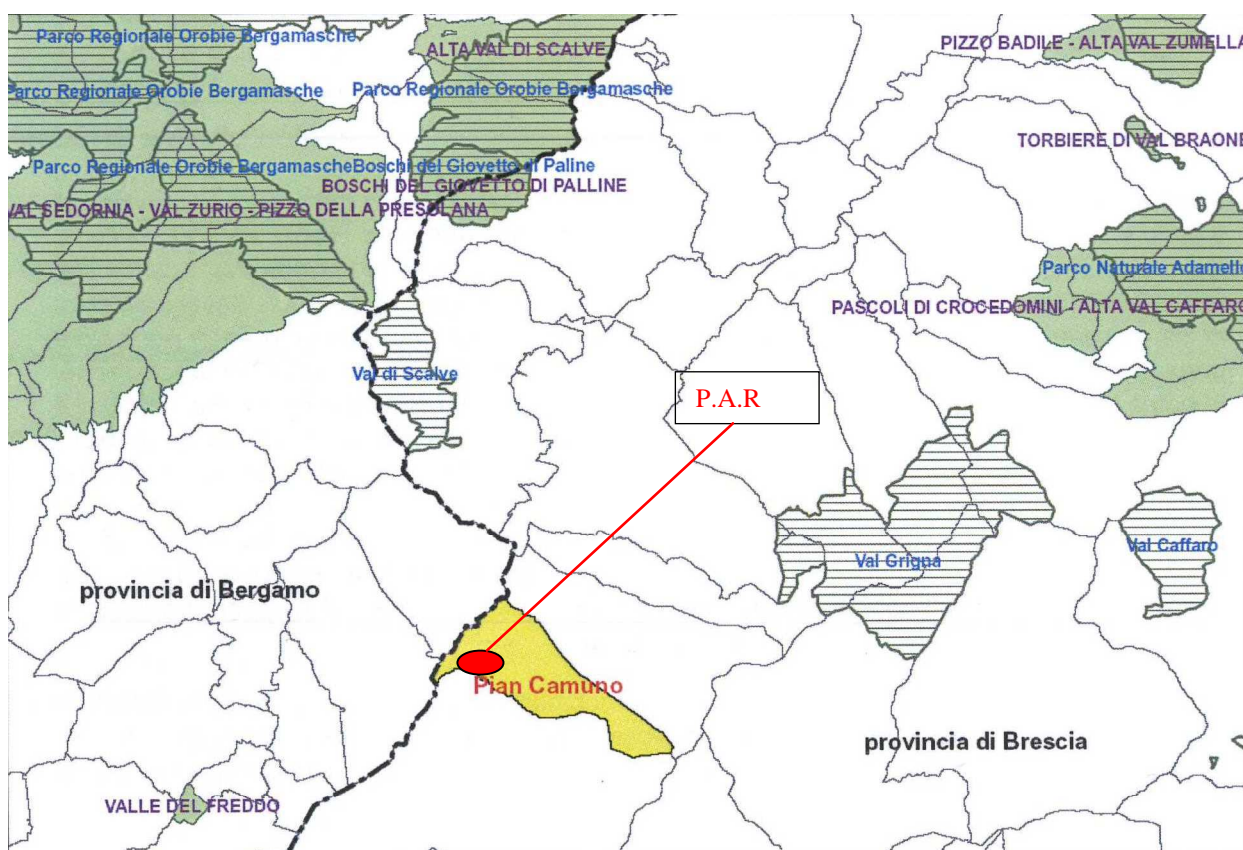 Parco Regionale Orobie Bergamasche
ALTA VAL DI SCALVE
PIZZO BADILE - ALTA VAL ZUMELLA
Parco Regionale Orobie Bergamasche
Parco Regionale Orobie Bergamasche
TORBIERE DI VAL BRAONE
Parco Regionale Orobie Bergamasche
Boschi del Giovetto di Paline
BOSCHI DEL GIOVETTO DI PALLINE
VAL SEDORNIA - VAL ZURIO - PIZZO DELLA PRESOLANA
Parco Naturale Adamello
PASCOLI DI CROCEDOMINI - ALTA VAL CAFFARO
Val di Scalve
P.A.R
Val Caffaro
Val Grigna
provincia di Bergamo
Pian Camuno
provincia di Brescia
VALLE DEL FREDDO